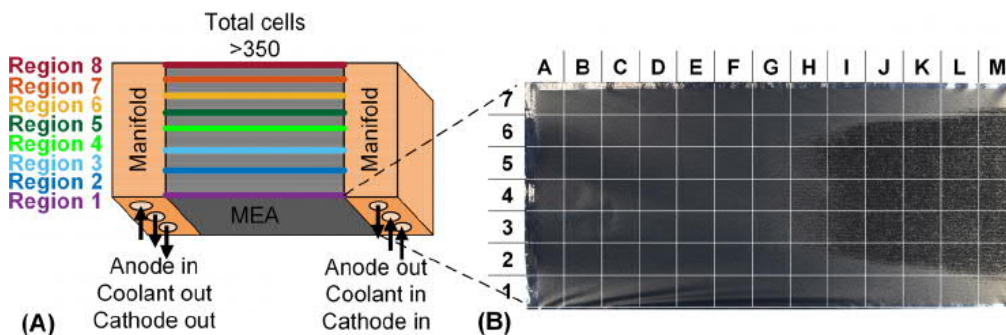 Total cells
>350
Region 8
Region 7
Region 6
Region 5
Region 4
Region 3
Region 2
Region 1
Manifold
Manifold
MEA
Anode in
Coolant out
Cathode out
Anode out
Coolant in
Cathode in
(A)
A B C D E F G H I J K L M
7
6
5
4
3
2
1
(B)